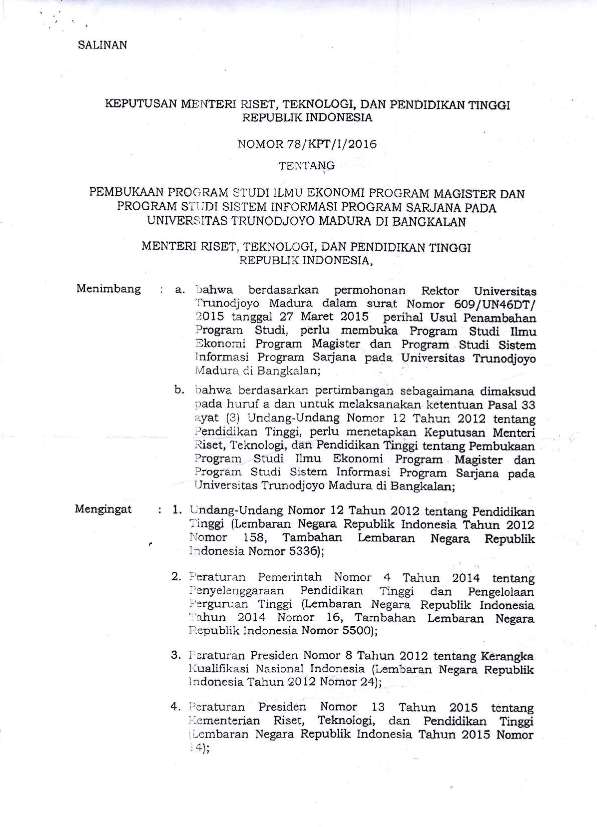 SALINAN
KEPUTUSAN MENTERI RISET, TEKNOLOGI, DAN PENDIDIKAN TINGGI
REPUBLIK INDONESIA
NOMOR 78/KPT/I/2016
TENTANG
PEMBUKAAN PROGRAM STUDI ILMU EKONOMI PROGRAM MAGISTER DAN
PROGRAM STUDI SISTEM INFORMASI PROGRAM SARJANA PADA
UNIVERSITAS TRUNODJOYO MADURA DI BANGKALAN
MENTERI RISET, TEKNOLOGI, DAN PENDIDIKAN TINGGI
REPUBLIK INDONESIA,
Menimbang : a. bahwa berdasarkan permohonan Rektor Universitas
Trunodjoyo Madura dalam surat Nomor 609/UN46DT/
2015 tanggal 27 Maret 2015 perihal Usul Penambahan
Program Studi, perlu membuka Program Studi Ilmu
Ekonomi Program Magister dan Program Studi Sistem
Informasi Program Sarjana pada Universitas Trunodjoyo
Madura di Bangkalan;
b. bahwa berdasarkan pertimbangan sebagaimana dimaksud
pada huruf a dan untuk melaksanakan ketentuan Pasal 33
ayat (3) Undang-Undang Nomor 12 Tahun 2012 tentang
Pendidikan Tinggi, perlu menetapkan Keputusan Menteri
Riset, Teknologi, dan Pendidikan Tinggi tentang Pembukaan
Program Studi Ilmu Ekonomi Program Magister dan
Program Studi Sistem Informasi Program Sarjana pada
Universitas Trunodjoyo Madura di Bangkalan;
Mengingat : 1. Undang-Undang Nomor 12 Tahun 2012 tentang Pendidikan
Tinggi (Lembaran Negara Republik Indonesia Tahun 2012
Nomor 158, Tambahan Lembaran Negara Republik
Indonesia Nomor 5336);
2. Peraturan Pemerintah Nomor 4 Tahun 2014 tentang
Penyelenggaraan Pendidikan Tinggi dan Pengelolaan
Perguruan Tinggi (Lembaran Negara Republik Indonesia
Tahun 2014 Nomor 16, Tambahan Lembaran Negara
Republik Indonesia Nomor 5500);
3. Peraturan Presiden Nomor 8 Tahun 2012 tentang Kerangka
Kualifikasi Nasional Indonesia (Lembaran Negara Republik
Indonesia Tahun 2012 Nomor 24);
4. Peraturan Presiden Nomor 13 Tahun 2015 tentang
Kementerian Riset, Teknologi, dan Pendidikan Tinggi
(Lembaran Negara Republik Indonesia Tahun 2015 Nomor
14);